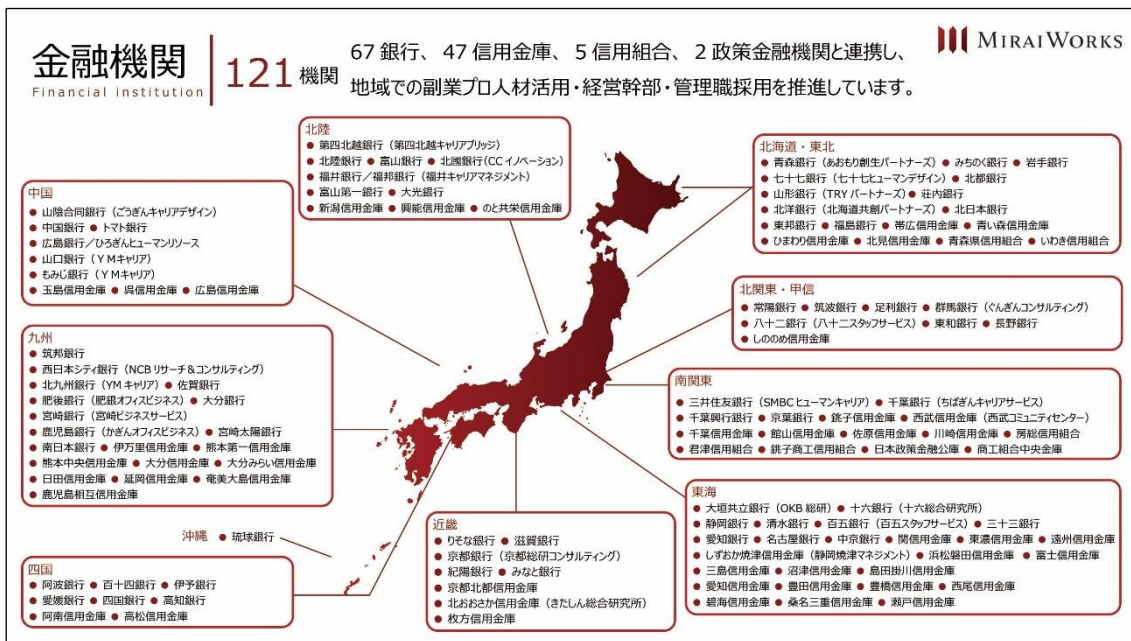 金融機関
Financial institution
121 機関
67 銀行、 47 信用金庫、 5 信用組合、 2 政策金融機関と連携し、
地域での副業プロ人材活用・経営幹部・管理職採用を推進しています。
MIRAIWORKS
北陸
● 第四北越銀行（第四北越キャリアブリッジ）
● 北陸銀行 ● 富山銀行 ● 北國銀行(CC イノベーション)
● 福井銀行／福邦銀行（福井キャリアマネジメント）
● 富山第一銀行 ● 大光銀行
● 新潟信用金庫 ● 興能信用金庫 ● のと共栄信用金庫
北海道・東北
● 青森銀行（あおもり創生パートナーズ） ● みちのく銀行 ● 岩手銀行
● 七十七銀行（七十七ヒューマンデザイン） ● 北都銀行
● 山形銀行（TRY パートナーズ） ● 荘内銀行
● 北洋銀行（北海道共創パートナーズ） ● 北日本銀行
● 東邦銀行 ● 福島銀行 ● 帯広信用金庫 ● 青い森信用金庫
● ひまわり信用金庫 ● 北見信用金庫 ● 青森県信用組合 ● いわき信用組合
中国
● 山陰合同銀行（ごうぎんキャリアデザイン）
● 中国銀行 ● トマト銀行
● 広島銀行／ひろぎんヒューマンリソース
● 山口銀行（ＹＭキャリア）
● もみじ銀行（ＹＭキャリア）
● 玉島信用金庫 ● 呉信用金庫 ● 広島信用金庫
北関東・甲信
● 常陽銀行 ● 筑波銀行 ● 足利銀行 ● 群馬銀行（ぐんぎんコンサルティング）
● 八十二銀行（八十二スタッフサービス） ● 東和銀行 ● 長野銀行
● しののめ信用金庫
九州
● 筑邦銀行
● 西日本シティ銀行（NCB リサーチ＆コンサルティング）
● 北九州銀行（YM キャリア） ● 佐賀銀行
● 肥後銀行（肥銀オフィスビジネス） ● 大分銀行
● 宮崎銀行（宮崎ビジネスサービス）
● 鹿児島銀行（かぎんオフィスビジネス） ● 宮崎太陽銀行
● 南日本銀行 ● 伊万里信用金庫 ● 熊本第一信用金庫
● 熊本中央信用金庫 ● 大分信用金庫 ● 大分みらい信用金庫
● 日田信用金庫 ● 延岡信用金庫 ● 奄美大島信用金庫
● 鹿児島相互信用金庫
南関東
● 三井住友銀行（SMBC ヒューマンキャリア） ● 千葉銀行（ちばぎんキャリアサービス）
● 千葉興行銀行 ● 京葉銀行 ● 銚子信用金庫 ● 西武信用金庫（西武コミュニティセンター）
● 千葉信用金庫 ● 館山信用金庫 ● 佐原信用金庫 ● 川崎信用金庫 ● 房総信用組合
● 君津信用組合 ● 銚子商工信用組合 ● 日本政策金融公庫 ● 商工組合中央金庫
東海
● 大垣共立銀行（OKB 総研） ● 十六銀行（十六総合研究所）
● 静岡銀行 ● 清水銀行 ● 百五銀行（百五スタッフサービス） ● 三十三銀行
● 愛知銀行 ● 名古屋銀行 ● 中京銀行 ● 関信用金庫 ● 東濃信用金庫 ● 遠州信用金庫
● しずおか焼津信用金庫（静岡焼津マネジメント） ● 浜松磐田信用金庫 ● 富士信用金庫
● 三島信用金庫 ● 沼津信用金庫 ● 島田掛川信用金庫
● 愛知信用金庫 ● 豊田信用金庫 ● 豊橋信用金庫 ● 西尾信用金庫
● 碧海信用金庫 ● 桑名三重信用金庫 ● 瀬戸信用金庫
近畿
● りそな銀行 ● 滋賀銀行
● 京都銀行（京都総研コンサルティング）
● 紀陽銀行 ● みなと銀行
● 京都北都信用金庫
● 北おおさか信用金庫（きたしん総合研究所）
● 枚方信用金庫
沖縄 ● 琉球銀行
四国
● 阿波銀行 ● 百十四銀行 ● 伊予銀行
● 愛媛銀行 ● 四国銀行 ● 高知銀行
● 阿南信用金庫 ● 高松信用金庫